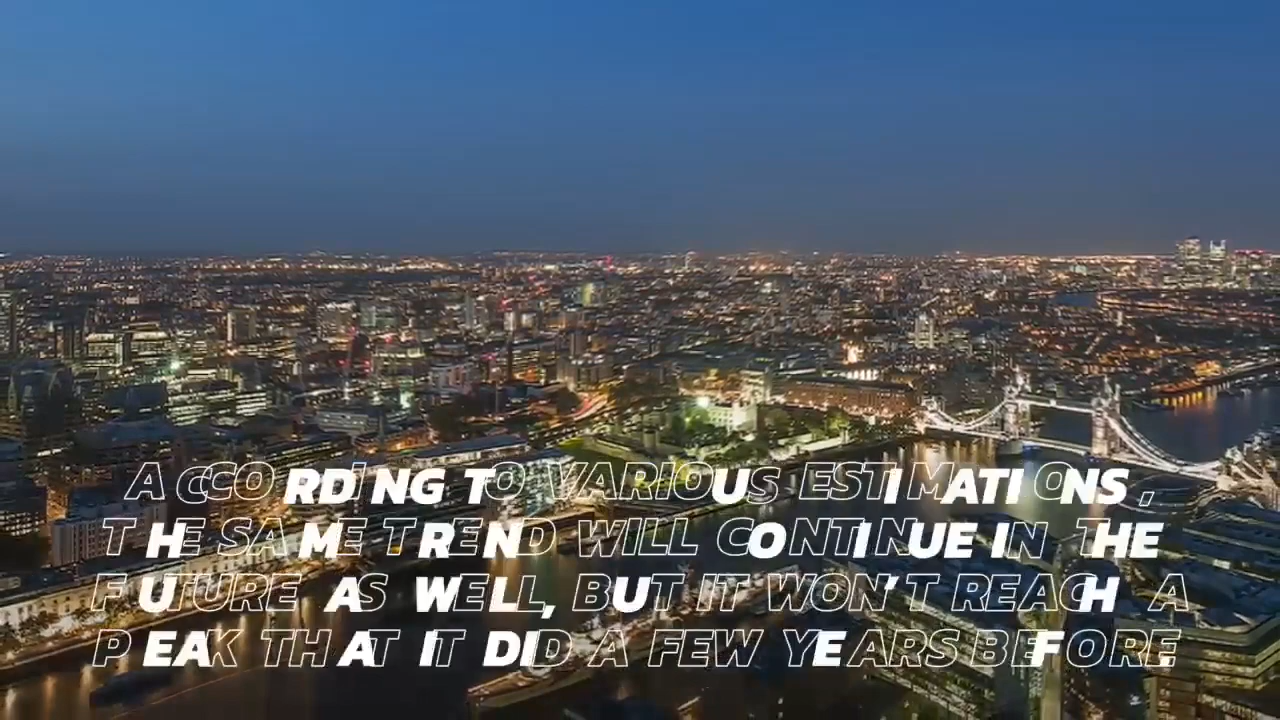 ACCORDING TO VARIOUS ESTIMATIONS,
THE SAME TREND WILL CONTINUE IN THE
FUTURE AS WELL, BUT IT WON'T REACH A
PEAK THAT IT DID A FEW YEARS BEFORE.